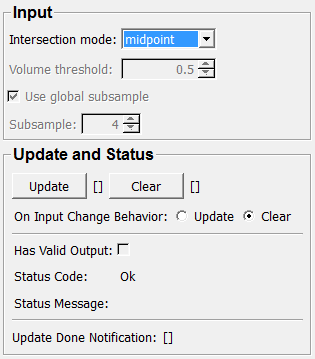 Input
Intersection mode: midpoint
Volume threshold: 0.5
Use global subsample
Subsample: 4
Update and Status
Update [] Clear []
On Input Change Behavior: Update Clear
Has Valid Output:
Status Code: Ok
Status Message:
Update Done Notification: []